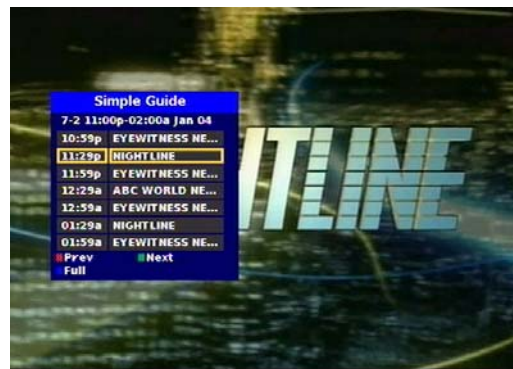 Simple Guide
7-2 11:00p-02:00a Jan 04
10:59p EYEWITNESS NE...
11:29p NIGHTLINE
11:59p EYEWITNESS NE...
12:29a ABC WORLD NE...
12:59a EYEWITNESS NE...
01:29a NIGHTLINE
01:59a EYEWITNESS NE...
Prev Next
Full
TLINE